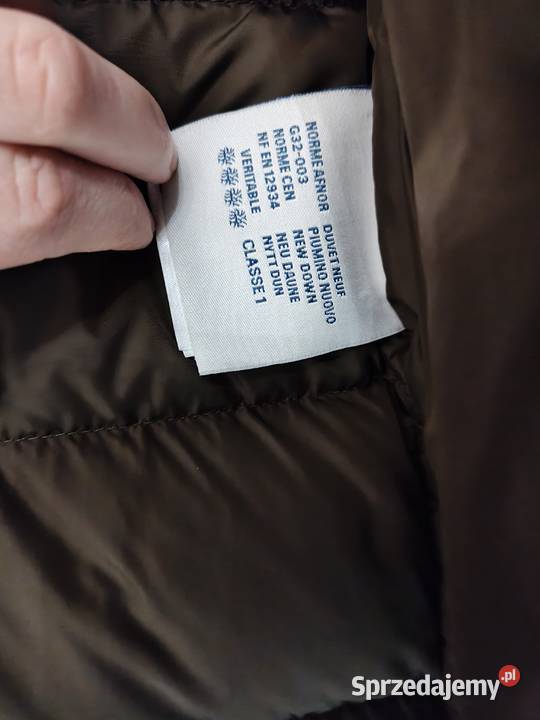 NORME AFNOR
G32-003
NORME CEN
NF EN 12934
VERITABLE
DUVET NEUF
PIUMINO NUOVO
NEW DOWN
NEU DAUNE
NYTT DUN
CLASSE 1
Sprzedajemy.pl